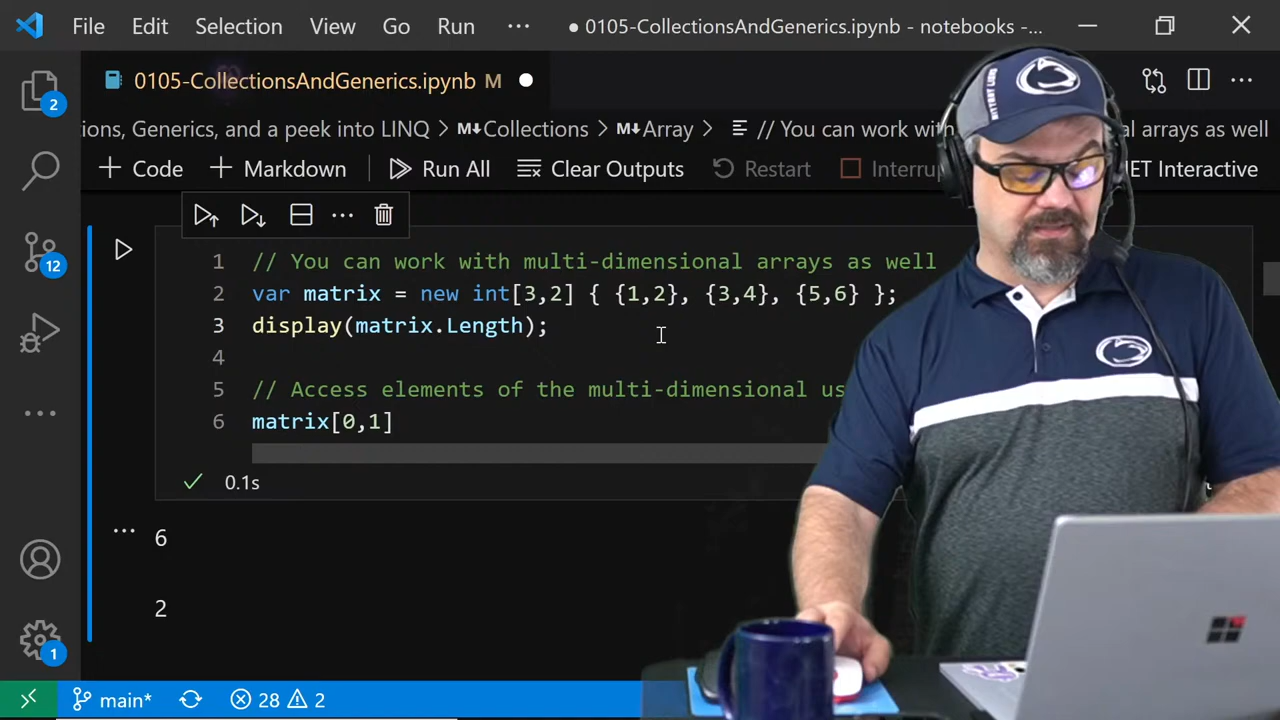 File Edit Selection View Go Run ··· ● 0105-CollectionsAndGenerics.ipynb - notebooks -...
0105-CollectionsAndGenerics.ipynb M
ions, Generics, and a peek into LINQ > M↓Collections > M↓Array > // You can work with al arrays as well
+ Code + Markdown Run All Clear Outputs Restart Interru ET Interactive
1 // You can work with multi-dimensional arrays as well
2 var matrix = new int[3,2] { {1,2}, {3,4}, {5,6} };
3 display(matrix.Length);
4
5 // Access elements of the multi-dimensional us
6 matrix[0,1]
0.1s
6
2
2
12
1
main* 28 2